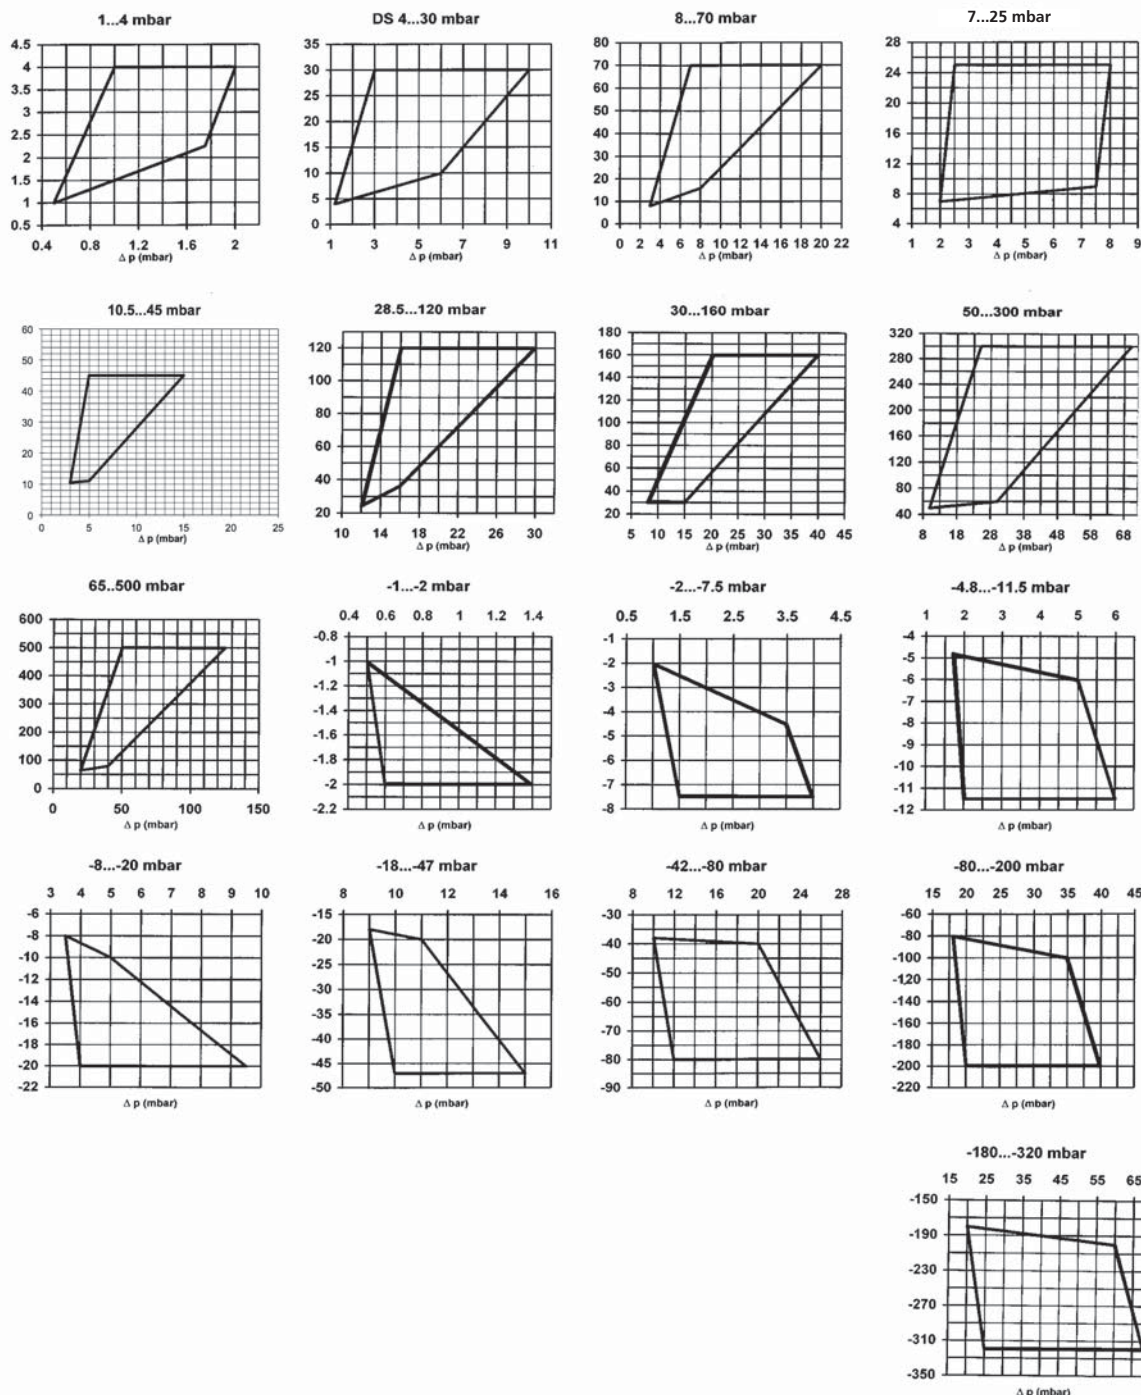 1...4 mbar
4.5
4
3.5
3
2.5
2
1.5
1
0.5
0.4 0.8 1.2 1.6 2
Δ p (mbar)
DS 4...30 mbar
35
30
25
20
15
10
5
0
1 3 5 7 9 11
Δ p (mbar)
8...70 mbar
80
70
60
50
40
30
20
10
0
0 2 4 6 8 10 12 14 16 18 20 22
Δ p (mbar)
7...25 mbar
28
24
20
16
12
8
4
1 2 3 4 5 6 7 8 9
Δ p (mbar)
10.5...45 mbar
60
50
40
30
20
10
0
0 5 10 15 20 25
Δ p (mbar)
28.5...120 mbar
120
100
80
60
40
20
10 14 18 22 26 30
Δ p (mbar)
30...160 mbar
180
160
140
120
100
80
60
40
20
5 10 15 20 25 30 35 40 45
Δ p (mbar)
50...300 mbar
320
280
240
200
160
120
80
40
8 18 28 38 48 58 68
Δ p (mbar)
65..500 mbar
600
500
400
300
200
100
0
0 50 100 150
Δ p (mbar)
-1...-2 mbar
0.4 0.6 0.8 1 1.2 1.4
-0.8
-1
-1.2
-1.4
-1.6
-1.8
-2
-2.2
Δ p (mbar)
-2...-7.5 mbar
0.5 1.5 2.5 3.5 4.5
-1
-2
-3
-4
-5
-6
-7
-8
Δ p (mbar)
-4.8...-11.5 mbar
1 2 3 4 5 6
-4
-5
-6
-7
-8
-9
-10
-11
-12
Δ p (mbar)
-8...-20 mbar
3 4 5 6 7 8 9 10
-6
-8
-10
-12
-14
-16
-18
-20
-22
Δ p (mbar)
-18...-47 mbar
8 10 12 14 16
-15
-20
-25
-30
-35
-40
-45
-50
Δ p (mbar)
-42...-80 mbar
8 12 16 20 24 28
-30
-40
-50
-60
-70
-80
-90
Δ p (mbar)
-80...-200 mbar
15 20 25 30 35 40 45
-60
-80
-100
-120
-140
-160
-180
-200
-220
Δ p (mbar)
-180...-320 mbar
15 25 35 45 55 65
-150
-190
-230
-270
-310
-350
Δ p (mbar)